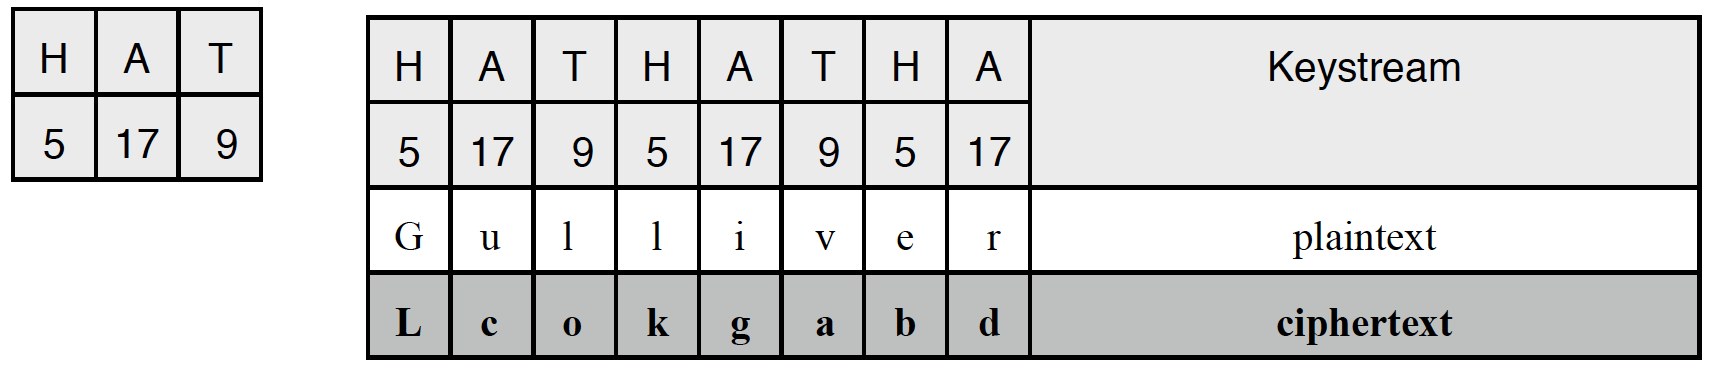 H A T
5 17 9
H A T H A T H A Keystream
5 17 9 5 17 9 5 17
G u l l i v e r plaintext
L c o k g a b d ciphertext